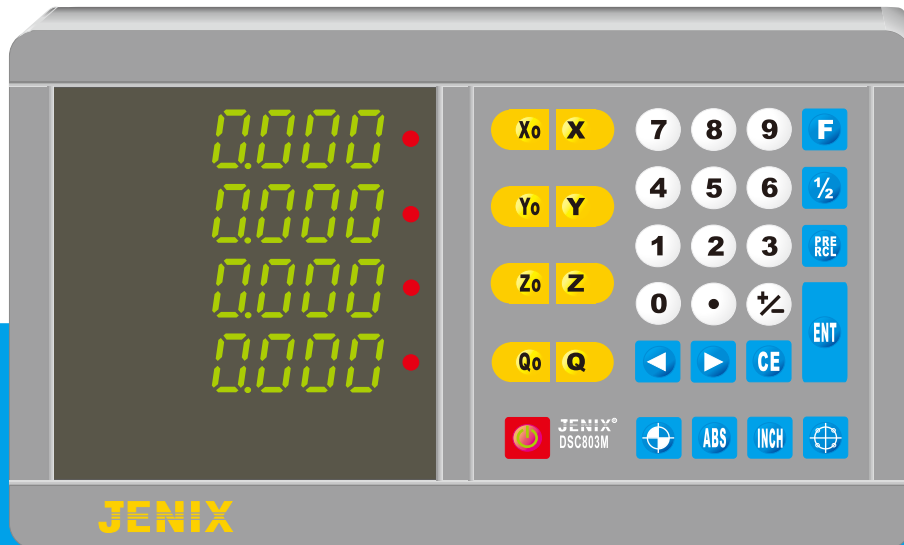 0.000
0.000
0.000
0.000
Xo X
Yo Y
Zo Z
Qo Q
7 8 9 F
4 5 6 ½
1 2 3 PRE
RCL
0 • +/-
ENT
◀ ▶ CE
JENIX®
DSC803M
ABS INCH
JENIX